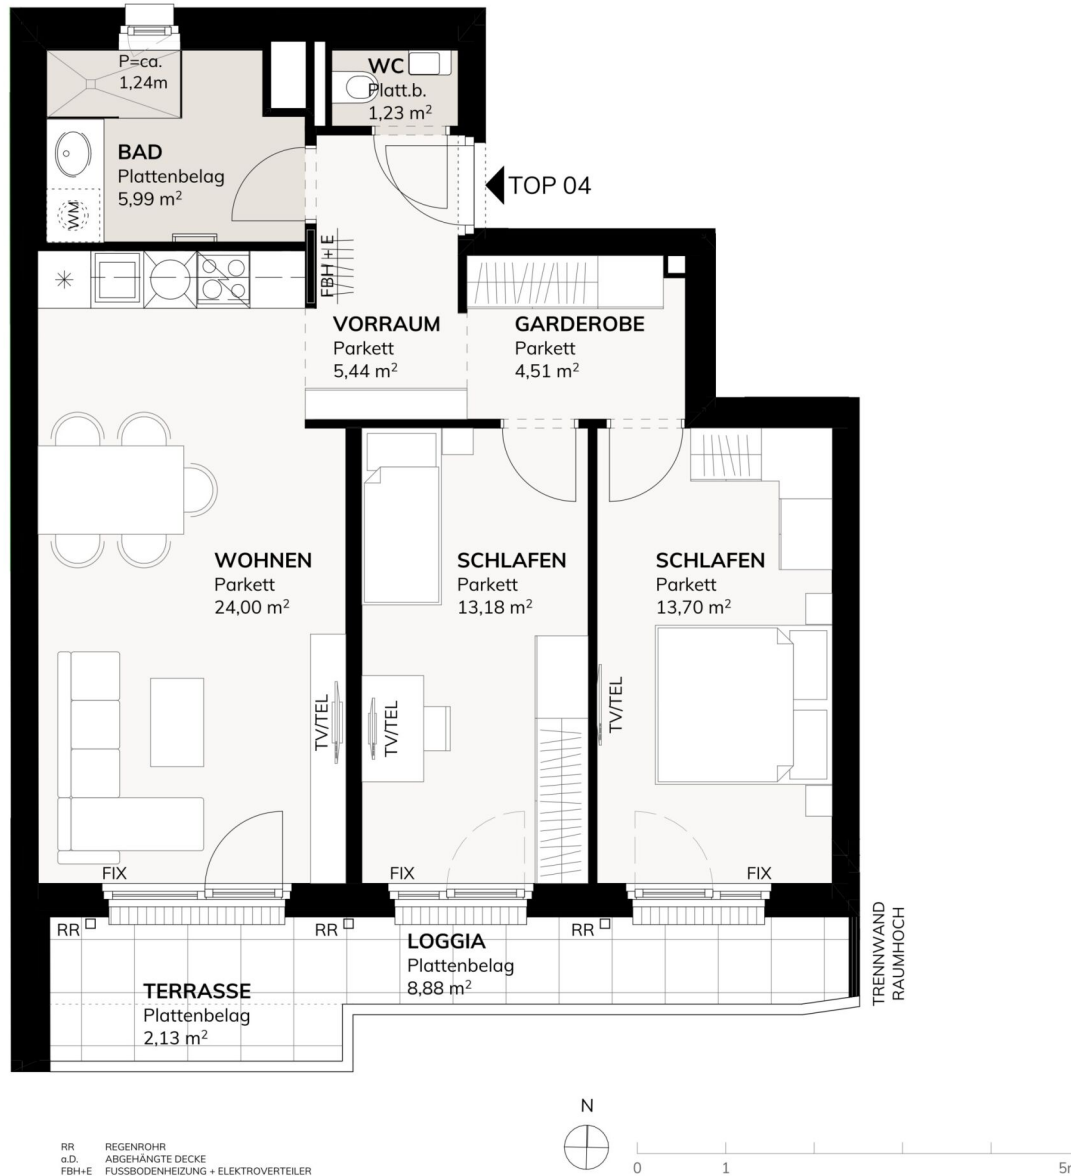 P=ca.
1,24m
WC
Platt.b.
1,23 m²
BAD
Plattenbelag
5,99 m²
WM
TOP 04
FBH + E
VORRAUM
Parkett
5,44 m²
GARDEROBE
Parkett
4,51 m²
WOHNEN
Parkett
24,00 m²
SCHLAFEN
Parkett
13,18 m²
SCHLAFEN
Parkett
13,70 m²
TV/TEL
TV/TEL
TV/TEL
FIX
FIX
FIX
RR
RR
RR
LOGGIA
Plattenbelag
8,88 m²
TERRASSE
Plattenbelag
2,13 m²
TRENNWAND
RAUMHOCH
N
RR REGENROHR
a.D. ABGEHÄNGTE DECKE
FBH+E FUSSBODENHEIZUNG + ELEKTROVERTEILER
0 1